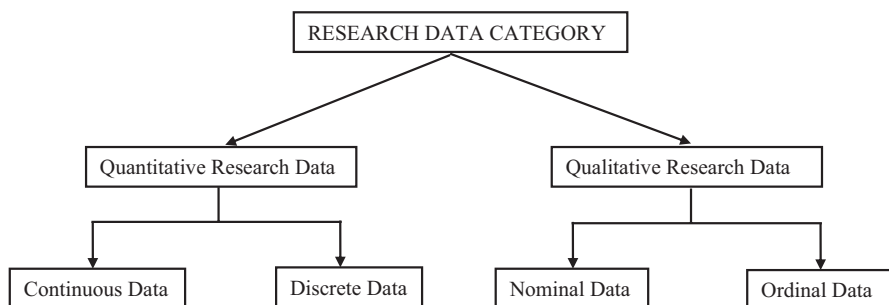 RESEARCH DATA CATEGORY
Quantitative Research Data
Qualitative Research Data
Continuous Data
Discrete Data
Nominal Data
Ordinal Data